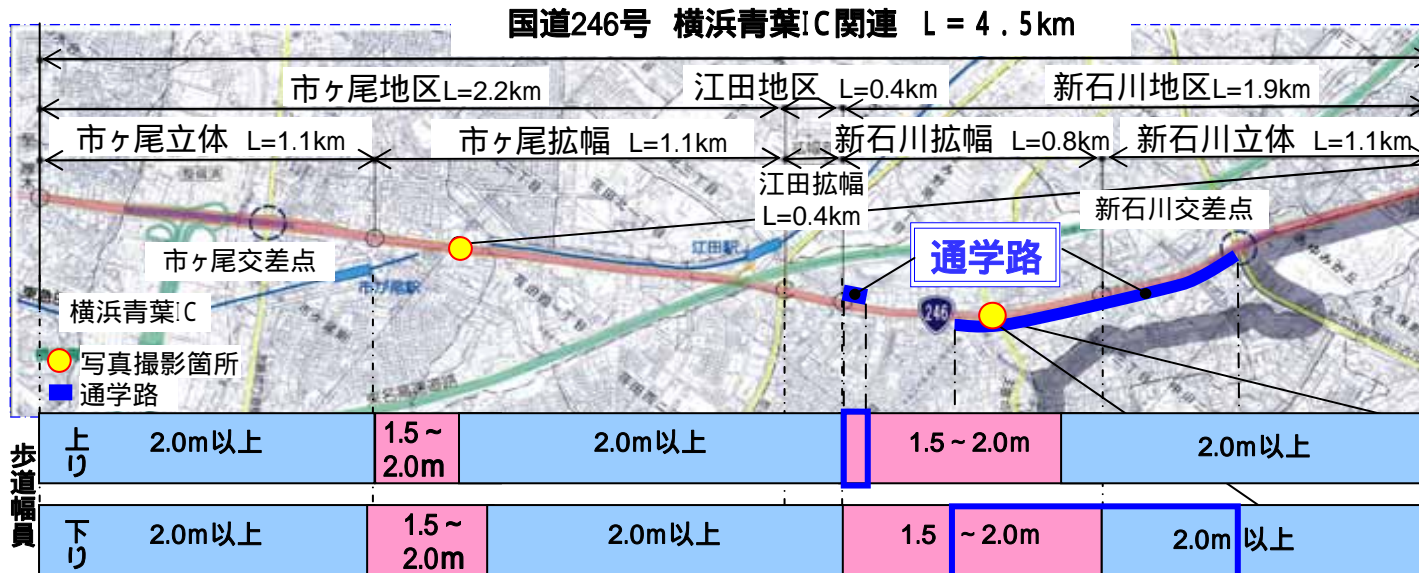 国道246号 横浜青葉IC関連 L=4.5km
市ヶ尾地区L=2.2km
江田地区 L=0.4km
新石川地区L=1.9km
市ヶ尾立体 L=1.1km
市ヶ尾拡幅 L=1.1km
新石川拡幅 L=0.8km
新石川立体 L=1.1km
江田拡幅
L=0.4km
新石川交差点
市ヶ尾交差点
江田駅
通学路
市が尾駅
横浜青葉IC
246
写真撮影箇所
通学路
歩道幅員
上り
2.0m以上
1.5~
2.0m
2.0m以上
1.5~2.0m
2.0m以上
下り
2.0m以上
1.5~
2.0m
2.0m以上
1.5 ~2.0m
2.0m 以上